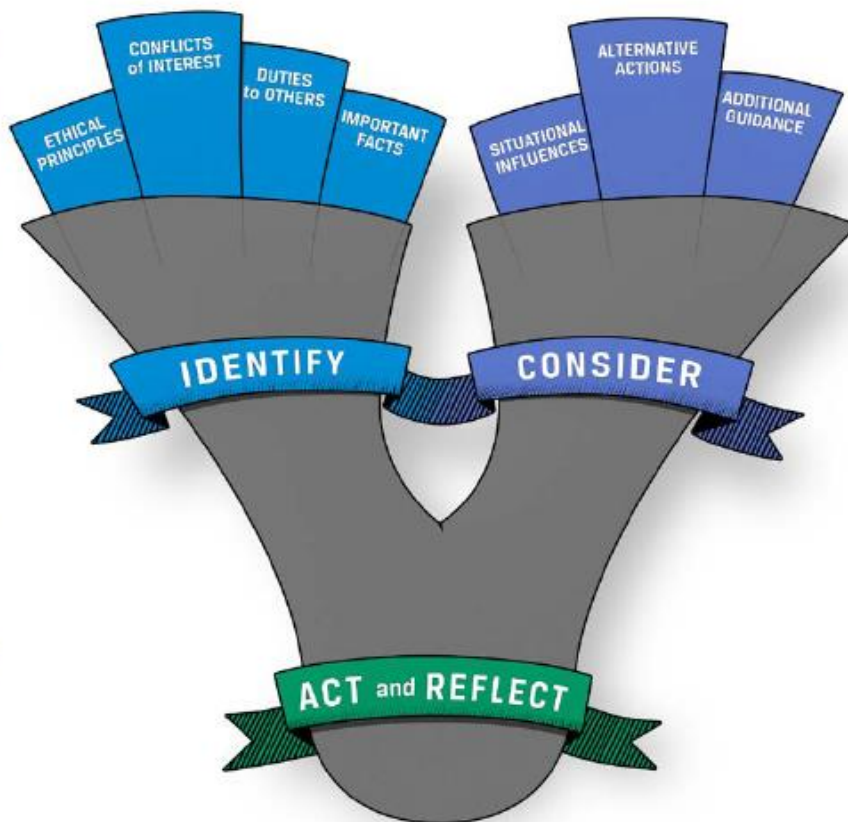 ETHICAL
PRINCIPLES
CONFLICTS
of INTEREST
DUTIES
to OTHERS
IMPORTANT
FACTS
SITUATIONAL
INFLUENCES
ALTERNATIVE
ACTIONS
ADDITIONAL
GUIDANCE
IDENTIFY
CONSIDER
ACT and REFLECT